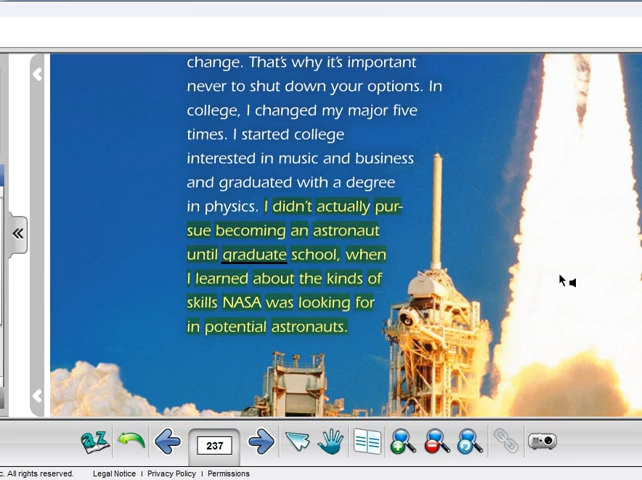 change. That's why it's important
never to shut down your options. In
college, I changed my major five
times. I started college
interested in music and business
and graduated with a degree
in physics. I didn't actually pur-
sue becoming an astronaut
until graduate school, when
I learned about the kinds of
skills NASA was looking for
in potential astronauts.
az
237
c. All rights reserved. Legal Notice | Privacy Policy | Permissions